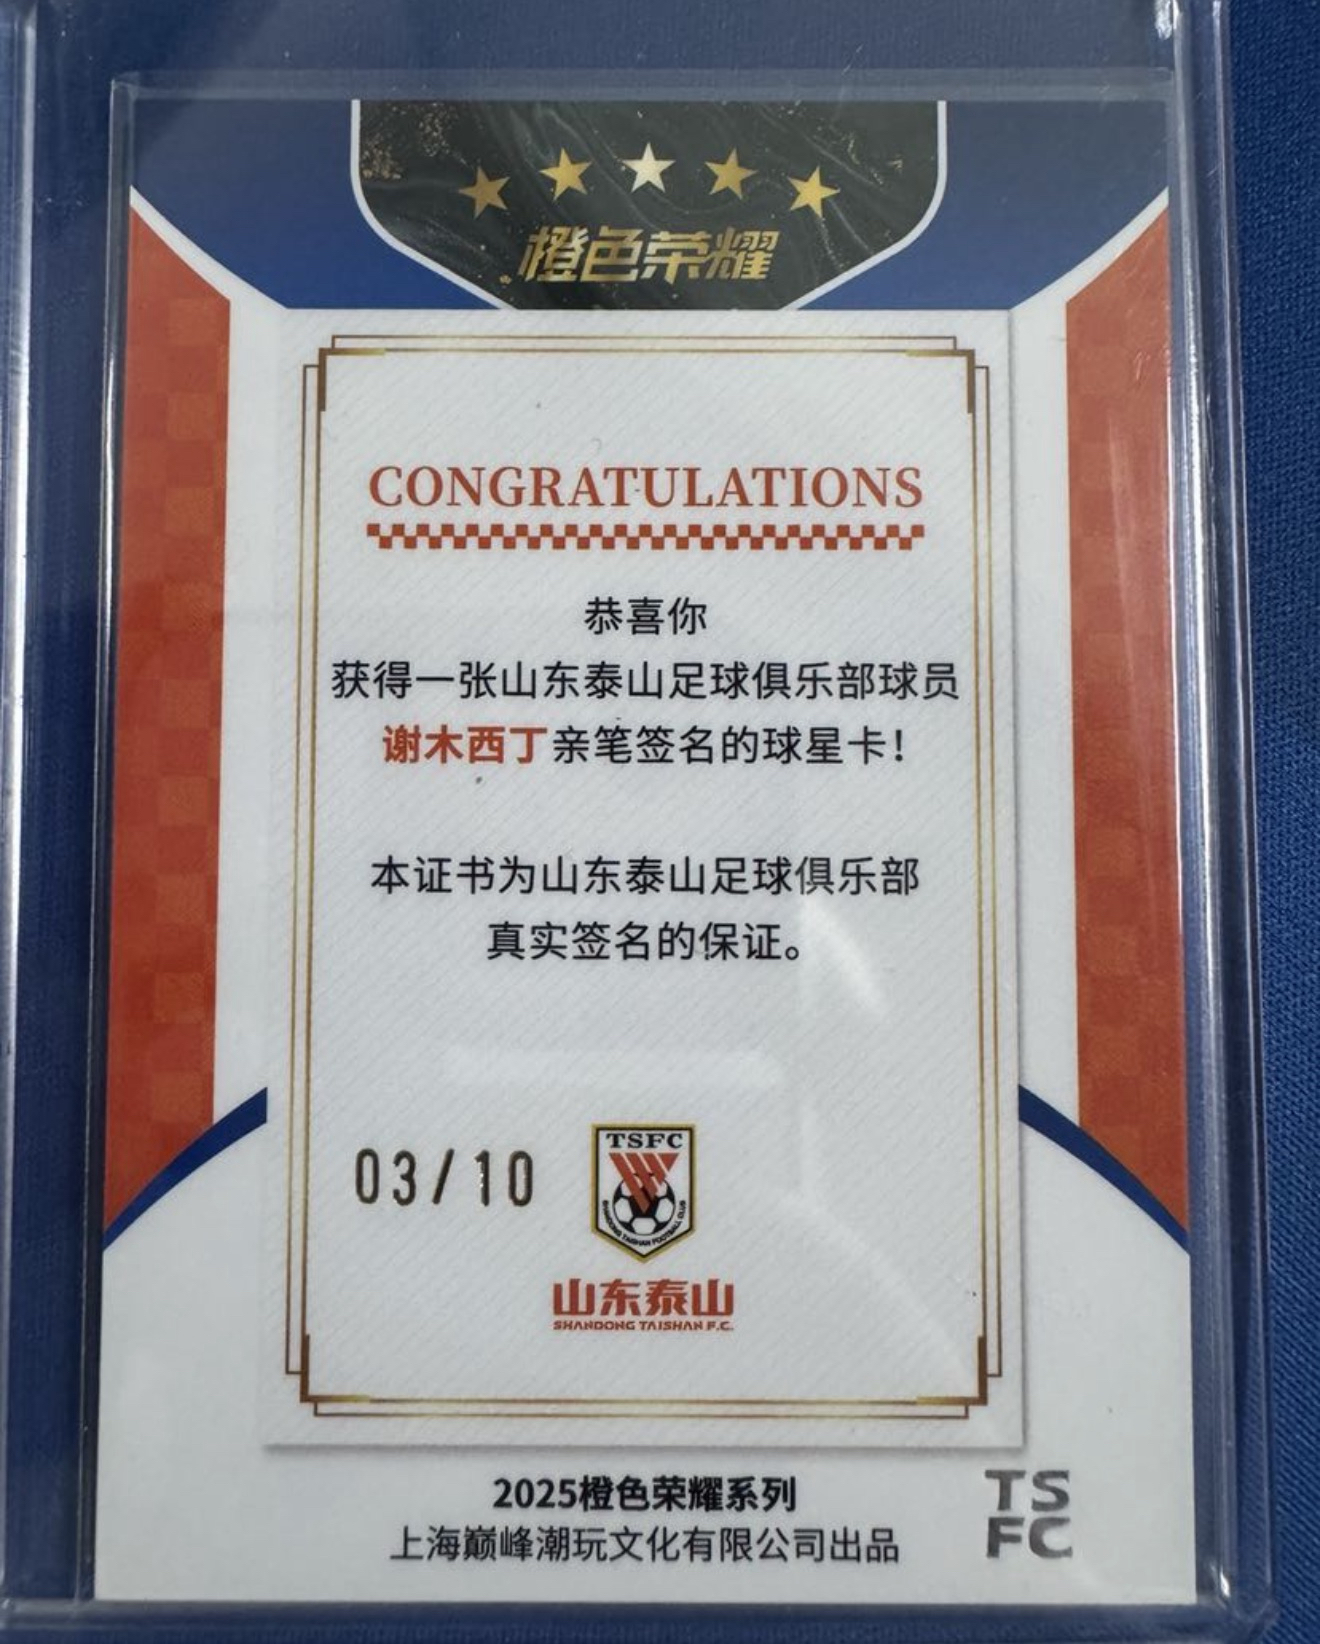 橙色荣耀
CONGRATULATIONS
恭喜你
获得一张山东泰山足球俱乐部球员
谢木西丁亲笔签名的球星卡！
本证书为山东泰山足球俱乐部
真实签名的保证。
03/10
TSFC
SHANDONG TAISHAN FOOTBALL CLUB
山东泰山
SHANDONG TAISHAN F.C.
2025橙色荣耀系列
上海巅峰潮玩文化有限公司出品
TS
FC